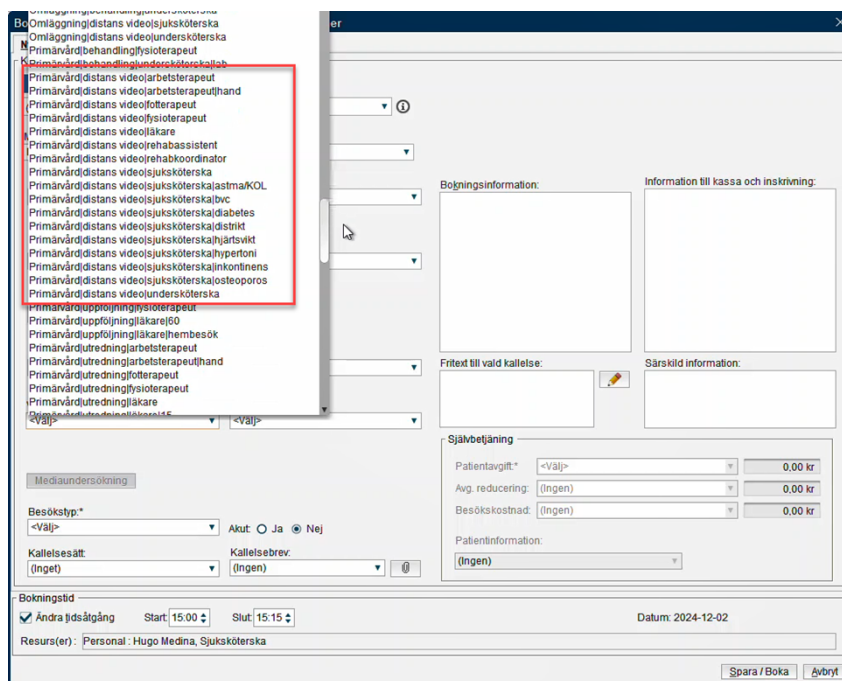 Bo
er
N
K
Omläggning|distans video|sjuksköterska
Omläggning|distans video|undersköterska
Primärvård|behandling|fysioterapeut
Primärvård|behandling|undersköterska|lab
Primärvård|distans video|arbetsterapeut
Primärvård|distans video|arbetsterapeut|hand
Primärvård|distans video|fotterapeut
Primärvård|distans video|fysioterapeut
Primärvård|distans video|läkare
Primärvård|distans video|rehabassistent
Primärvård|distans video|rehabkoordinator
Primärvård|distans video|sjuksköterska
Primärvård|distans video|sjuksköterska|astma/KOL
Primärvård|distans video|sjuksköterska|bvc
Primärvård|distans video|sjuksköterska|diabetes
Primärvård|distans video|sjuksköterska|distrikt
Primärvård|distans video|sjuksköterska|hjärtsvikt
Primärvård|distans video|sjuksköterska|hypertoni
Primärvård|distans video|sjuksköterska|inkontinens
Primärvård|distans video|sjuksköterska|osteoporos
Primärvård|distans video|undersköterska
Primärvård|uppföljning|fysioterapeut
Primärvård|uppföljning|läkare|60
Primärvård|uppföljning|läkare|hembesök
Primärvård|utredning|arbetsterapeut
Primärvård|utredning|arbetsterapeut|hand
Primärvård|utredning|fotterapeut
Primärvård|utredning|fysioterapeut
Primärvård|utredning|läkare
Primärvård|utredning|läkare|15
<Välj> <Välj>
Bokningsinformation: Information till kassa och inskrivning:
Fritext till vald kallelse: Särskild information:
Mediaundersökning
Besökstyp:*
<Välj> Akut: Ja Nej
Kallelsesätt: Kallelsebrev:
(Inget) (Ingen)
Självbetjäning
Patientavgift:* <Välj> 0,00 kr
Avg. reducering: (Ingen) 0,00 kr
Besökskostnad: (Ingen) 0,00 kr
Patientinformation:
(Ingen)
Bokningstid
Ändra tidsåtgång Start: 15:00 Slut: 15:15 Datum: 2024-12-02
Resurs(er) : Personal : Hugo Medina, Sjuksköterska
Spara / Boka Avbryt